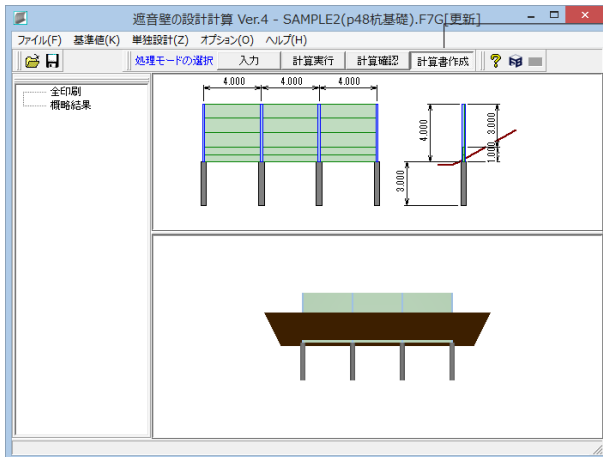 遮音壁の設計計算 Ver.4 - SAMPLE2(p48杭基礎).F7G[更新]
ファイル(F) 基準値(K) 単独設計(Z) オプション(O) ヘルプ(H)
処理モードの選択 入力 計算実行 計算確認 計算書作成
全印刷
概略結果
4.000 4.000 4.000
4.000
3.000
1.000
3.000